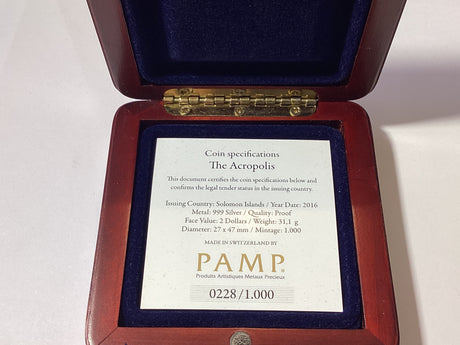 Coin specifications
The Acropolis
This document certifies the coin specifications below and
confirms the legal tender status in the issuing country.
Issuing Country: Solomon Islands / Year Date: 2016
Metal: 999 Silver / Quality: Proof
Face Value: 2 Dollars / Weight: 31,1 g
Diameter: 27 x 47 mm / Mintage: 1.000
MADE IN SWITZERLAND BY
PAMP®
Produits Artistiques Métaux Précieux
0228/1.000